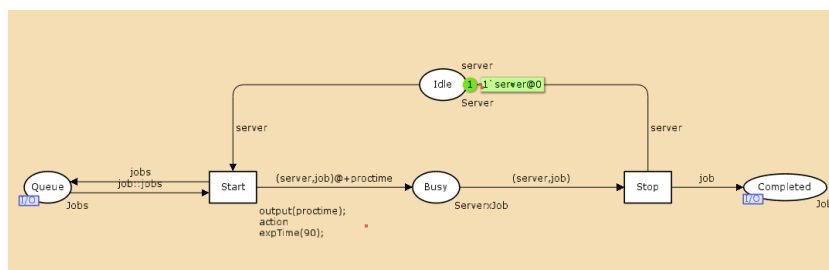 server
Idle
1
1`server@0
Server
server
server
jobs
job::jobs
(server,job)@+proctime
(server,job)
job
Queue
Start
Busy
Stop
Completed
I/O
I/O
Jobs
ServerxJob
Job
output(proctime);
action
expTime(90);